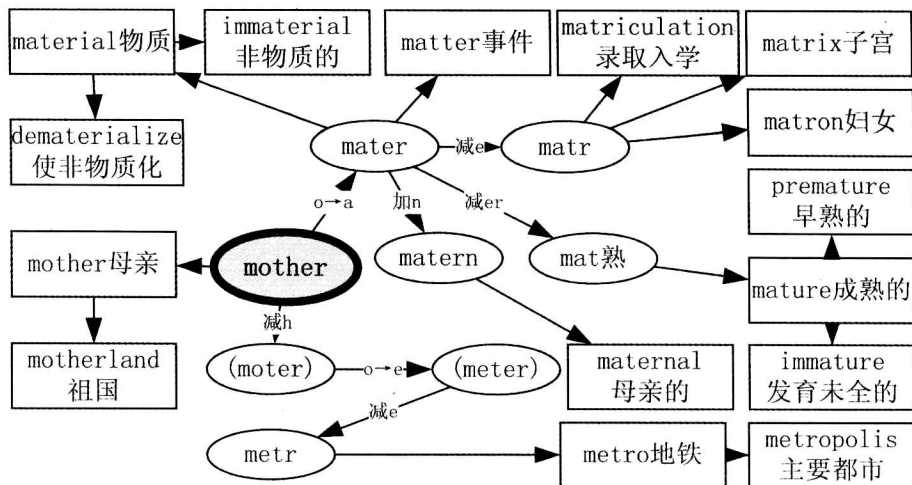 material物质
immaterial
非物质的
matter事件
matriculation
录取入学
matrix子宫
dematerialize
使非物质化
mater
减e
matr
matron妇女
premature
早熟的
o→a
加n
减er
mother母亲
mother
matern
mat熟
mature成熟的
减h
motherland
祖国
(moter)
o→e
(meter)
maternal
母亲的
immature
发育未全的
减e
metr
metro地铁
metropolis
主要都市